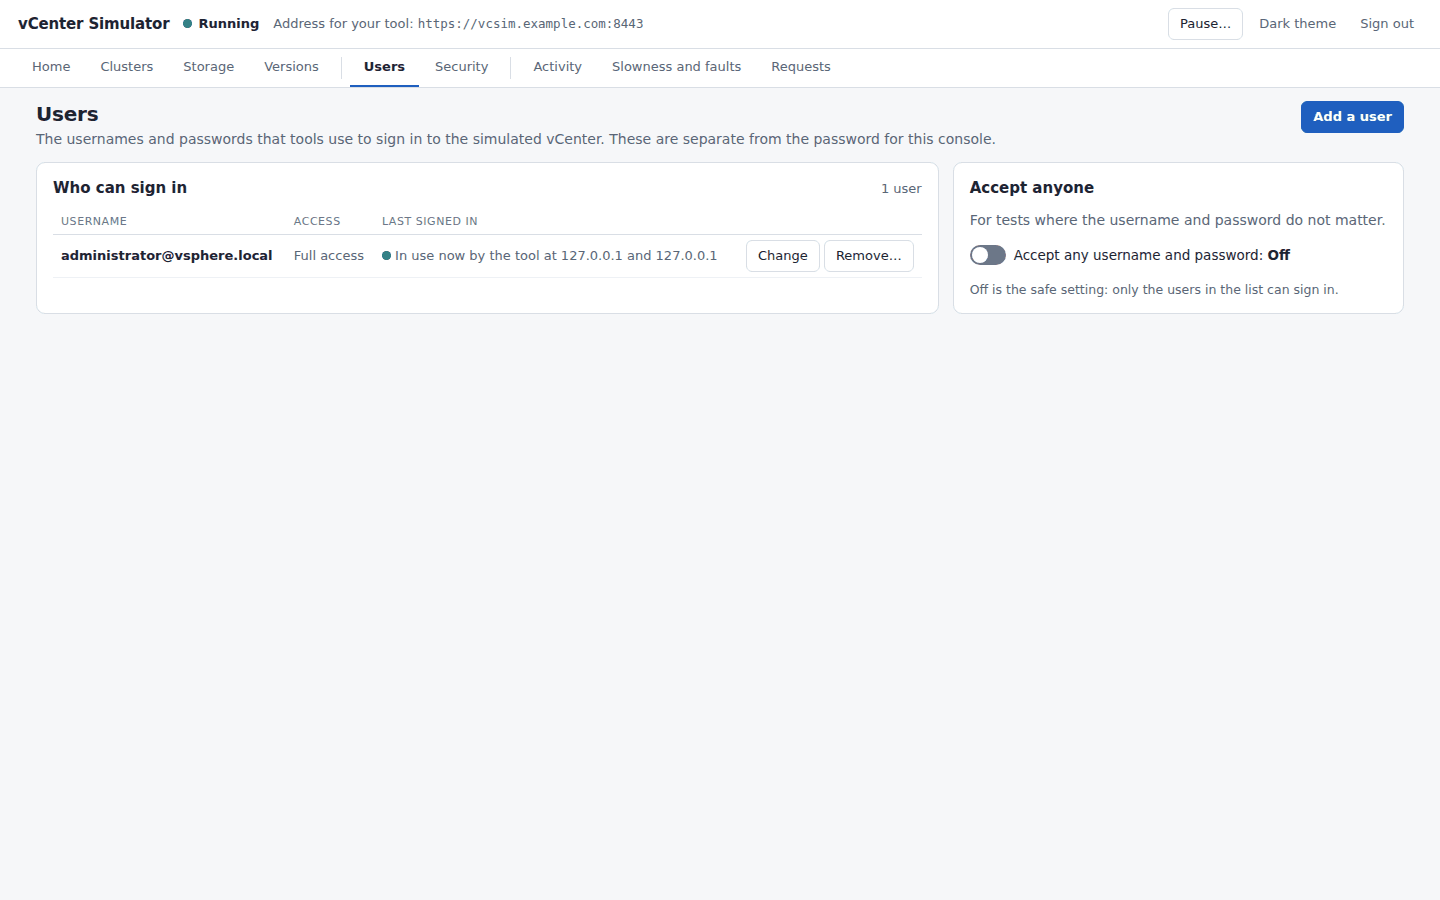 vCenter Simulator Running Address for your tool: https://vcsim.example.com:8443 Pause... Dark theme Sign out
Home Clusters Storage Versions Users Security Activity Slowness and faults Requests
Users
Add a user
The usernames and passwords that tools use to sign in to the simulated vCenter. These are separate from the password for this console.
Who can sign in 1 user
USERNAME ACCESS LAST SIGNED IN
administrator@vsphere.local Full access In use now by the tool at 127.0.0.1 and 127.0.0.1 Change Remove...
Accept anyone
For tests where the username and password do not matter.
Accept any username and password: Off
Off is the safe setting: only the users in the list can sign in.